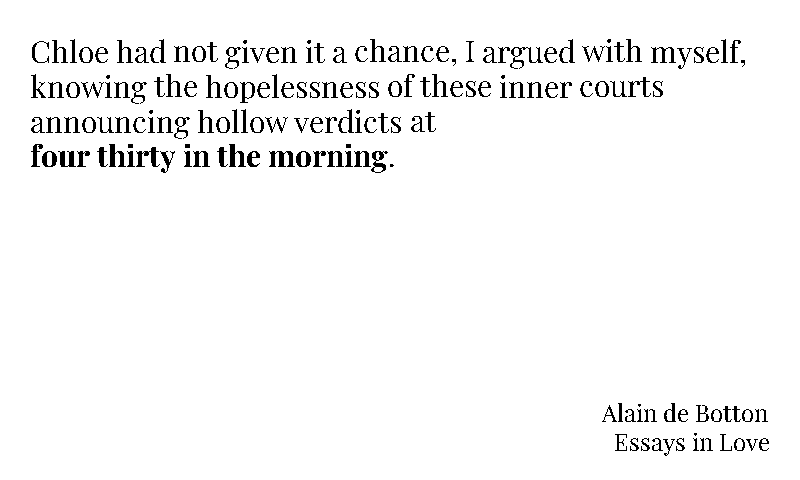 Chloe had not given it a chance, I argued with myself,
knowing the hopelessness of these inner courts
announcing hollow verdicts at
four thirty in the morning.
Alain de Botton
Essays in Love